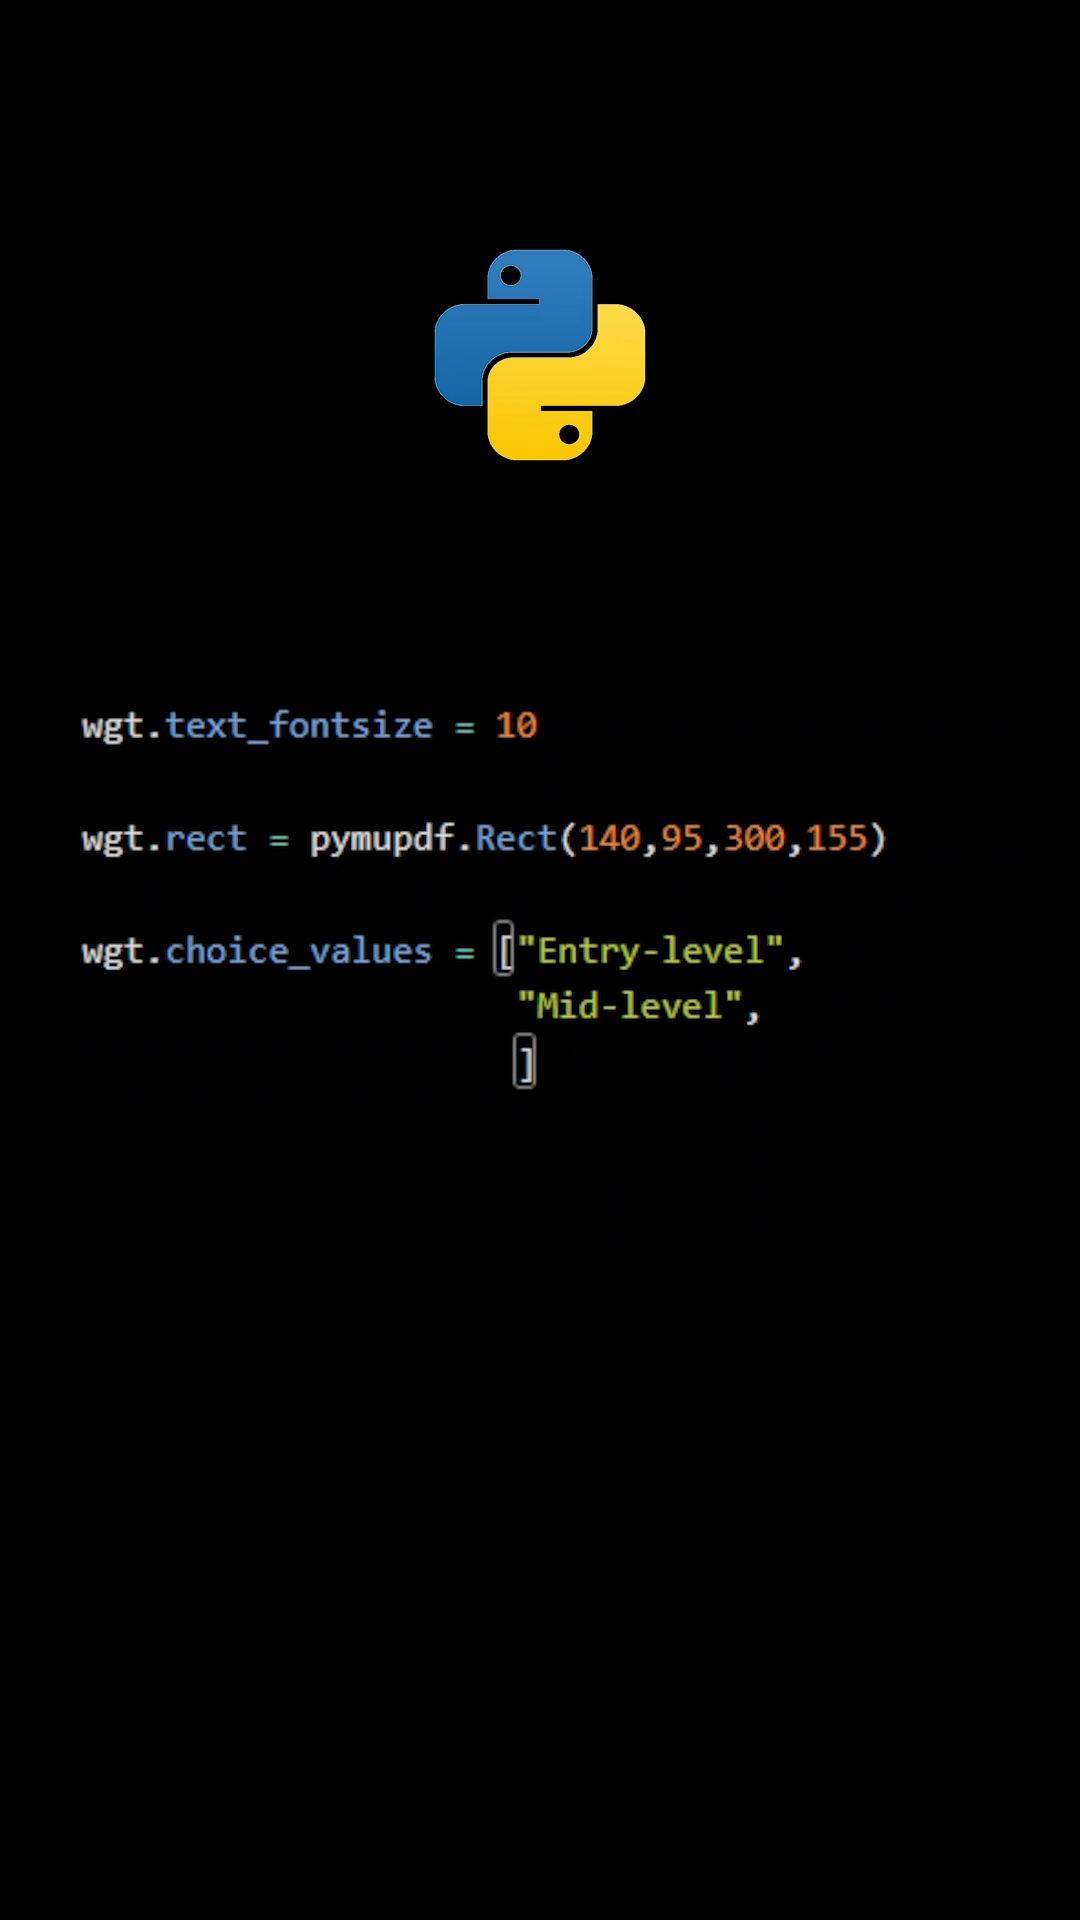 wgt.text_fontsize = 10
wgt.rect = pymupdf.Rect(140,95,300,155)
wgt.choice_values = ["Entry-level",
"Mid-level",
]